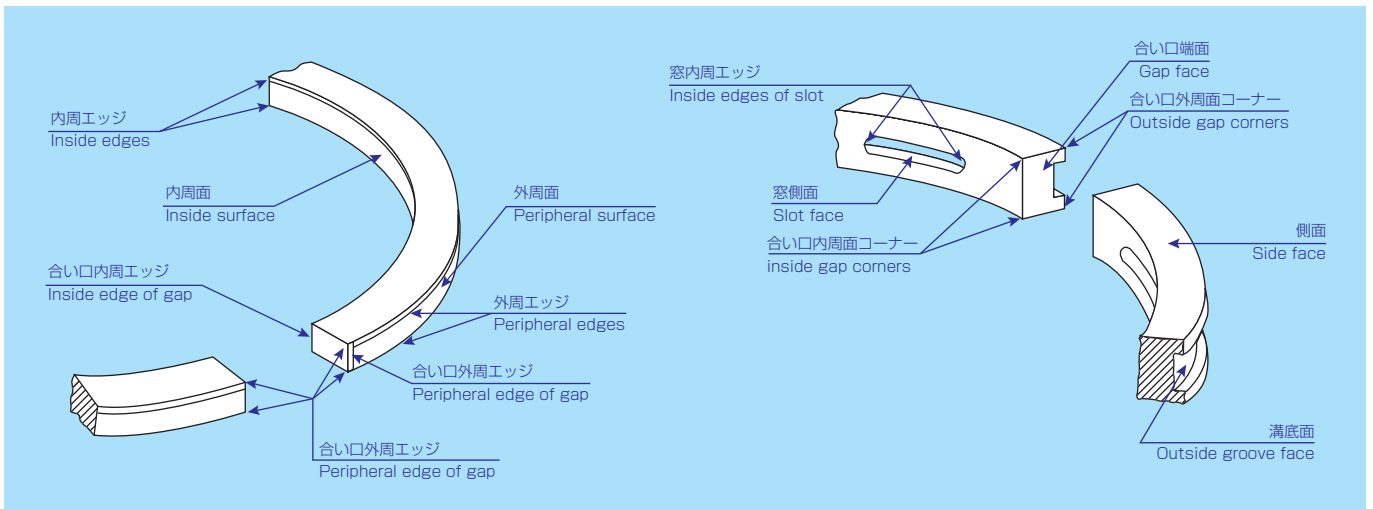 内周エッジ
Inside edges
内周面
Inside surface
外周面
Peripheral surface
合い口内周エッジ
Inside edge of gap
外周エッジ
Peripheral edges
合い口外周エッジ
Peripheral edge of gap
合い口外周エッジ
Peripheral edge of gap
窓内周エッジ
Inside edges of slot
合い口端面
Gap face
合い口外周面コーナー
Outside gap corners
窓側面
Slot face
合い口内周面コーナー
inside gap corners
側面
Side face
溝底面
Outside groove face